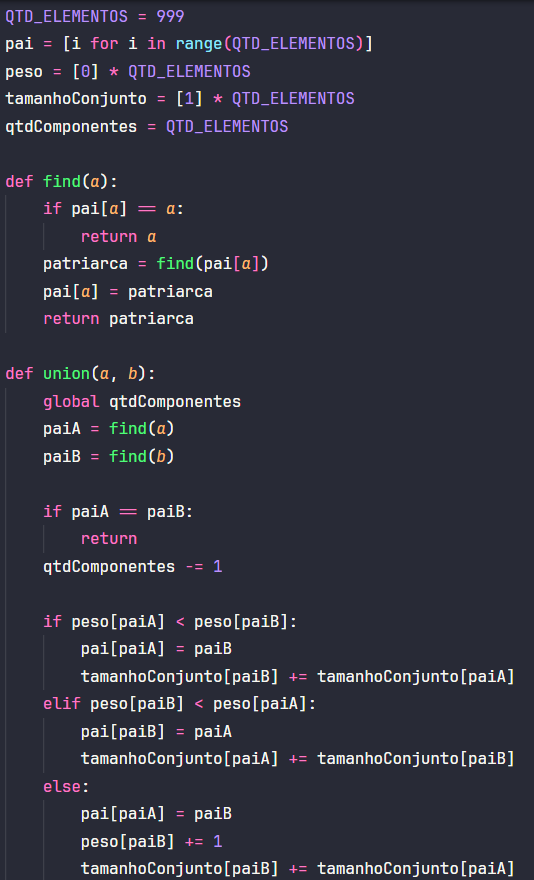 QTD_ELEMENTOS = 999
pai = [i for i in range(QTD_ELEMENTOS)]
peso = [0] * QTD_ELEMENTOS
tamanhoConjunto = [1] * QTD_ELEMENTOS
qtdComponentes = QTD_ELEMENTOS

def find(a):
    if pai[a] == a:
        return a
    patriarca = find(pai[a])
    pai[a] = patriarca
    return patriarca

def union(a, b):
    global qtdComponentes
    paiA = find(a)
    paiB = find(b)

    if paiA == paiB:
        return
    qtdComponentes -= 1

    if peso[paiA] < peso[paiB]:
        pai[paiA] = paiB
        tamanhoConjunto[paiB] += tamanhoConjunto[paiA]
    elif peso[paiB] < peso[paiA]:
        pai[paiB] = paiA
        tamanhoConjunto[paiA] += tamanhoConjunto[paiB]
    else:
        pai[paiA] = paiB
        peso[paiB] += 1
        tamanhoConjunto[paiB] += tamanhoConjunto[paiA]